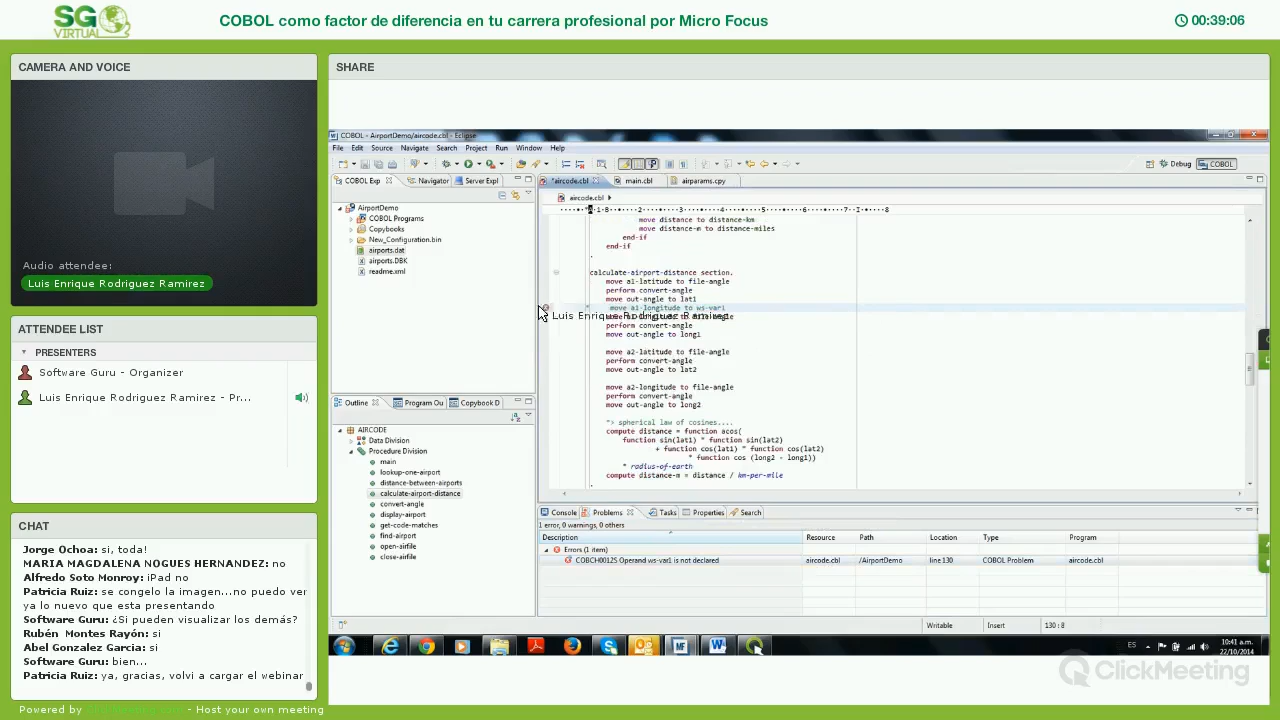 SG
VIRTUAL
COBOL como factor de diferencia en tu carrera profesional por Micro Focus
00:39:06
CAMERA AND VOICE
Audio attendee:
Luis Enrique Rodriguez Ramirez
ATTENDEE LIST
PRESENTERS
Software Guru - Organizer
Luis Enrique Rodriguez Ramirez - Pr...
CHAT
Jorge Ochoa: si, toda!
MARIA MAGDALENA NOGUES HERNANDEZ: no
Alfredo Soto Monroy: iPad no
Patricia Ruiz: se congelo la imagen...no puedo ver
ya lo nuevo que esta presentando
Software Guru: ¿Si pueden visualizar los demás?
Rubén Montes Rayón: si
Abel Gonzalez Garcia: si
Software Guru: bien...
Patricia Ruiz: ya, gracias, volvi a cargar el webinar
Powered by ClickMeeting.com - Host your own meeting
SHARE
COBOL - AirportDemo/aircode.cbl - Eclipse
File Edit Source Navigate Search Project Run Window Help
Debug COBOL
COBOL Exp Navigator Server Expl
AirportDemo
COBOL Programs
Copybooks
New_Configuration.bin
airports.dat
airports.DBK
readme.xml
Outline Program Ou Copybook D
AIRCODE
Data Division
Procedure Division
main
lookup-one-airport
distance-between-airports
calculate-airport-distance
convert-angle
display-airport
get-code-matches
find-airport
open-airfile
close-airfile
*aircode.cbl main.cbl airparams.cpy
aircode.cbl
move distance to distance-km
move distance-m to distance-miles
end-if
end-if
.
calculate-airport-distance section.
move a1-latitude to file-angle
perform convert-angle
move out-angle to lat1
* move a1-longitude to ws-var1
Luis Enrique Rodriguez Ramirez
perform convert-angle
move out-angle to long1
move a2-latitude to file-angle
perform convert-angle
move out-angle to lat2
move a2-longitude to file-angle
perform convert-angle
move out-angle to long2
*> spherical law of cosines....
compute distance = function acos(
function sin(lat1) * function sin(lat2)
+ function cos(lat1) * function cos(lat2)
* function cos (long2 - long1))
* radius-of-earth
compute distance-m = distance / km-per-mile
.
Console Problems Tasks Properties Search
1 error, 0 warnings, 0 others
Description Resource Path Location Type Program
Errors (1 item)
COBCH0012S Operand ws-var1 is not declared aircode.cbl /AirportDemo line 130 COBOL Problem aircode.cbl
Writable Insert 130 : 8
ES
10:41 a.m.
22/10/2014
ClickMeeting